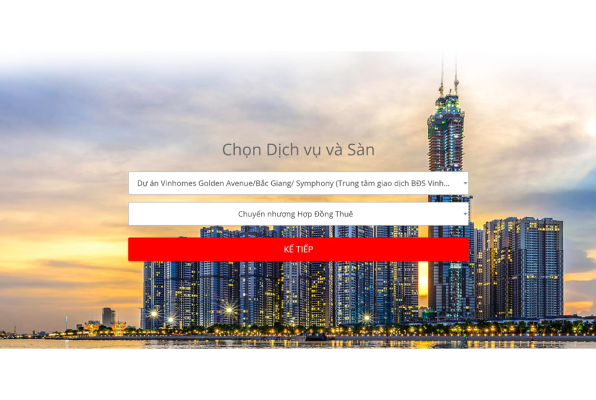 Chọn Dịch vụ và Sàn
Dự án Vinhomes Golden Avenue/Bắc Giang/ Symphony (Trung tâm giao dịch BĐS Vinh...
Chuyển nhượng Hợp Đồng Thuê
KẾ TIẾP